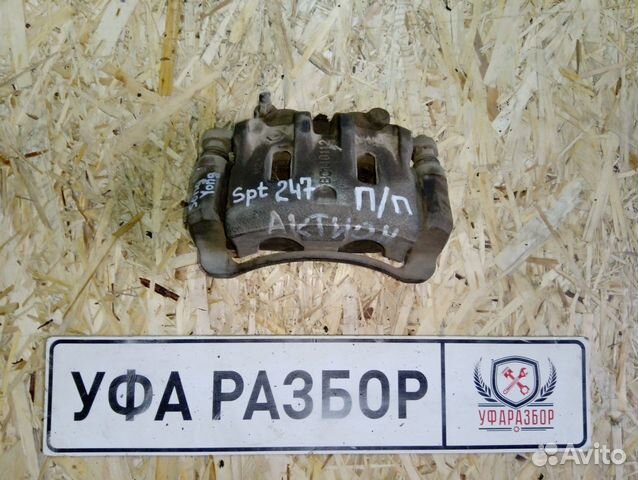 Spt 247
П/П
АКТИОН
УФА РАЗБОР
УФАРАЗБОР
Avito